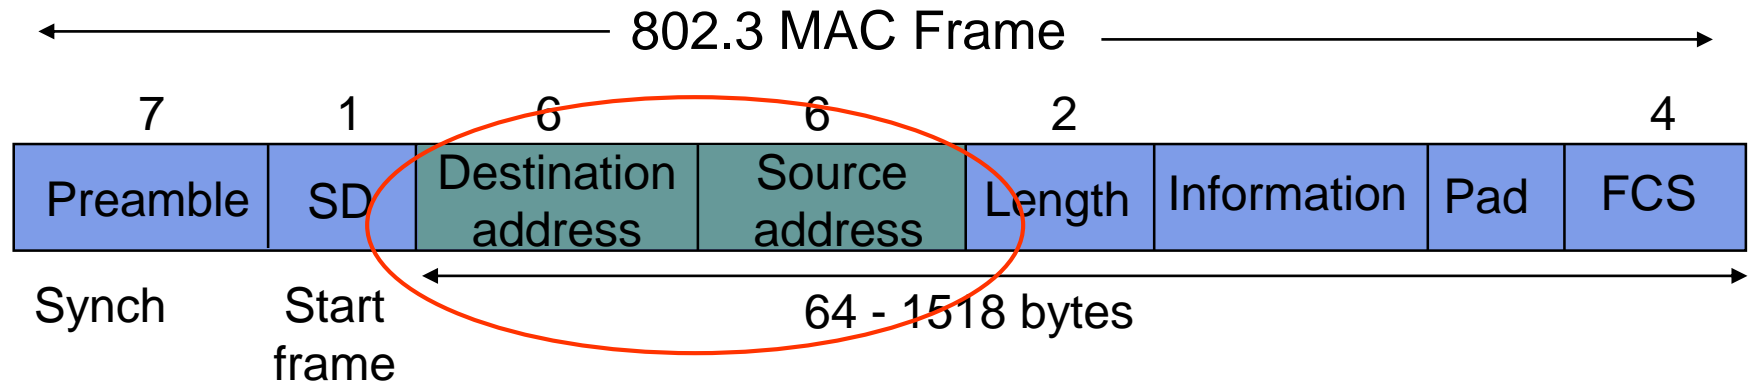 802.3 MAC Frame
7 1 6 6 2 4
Preamble SD Destination address Source address Length Information Pad FCS
Synch Start frame 64 - 1518 bytes